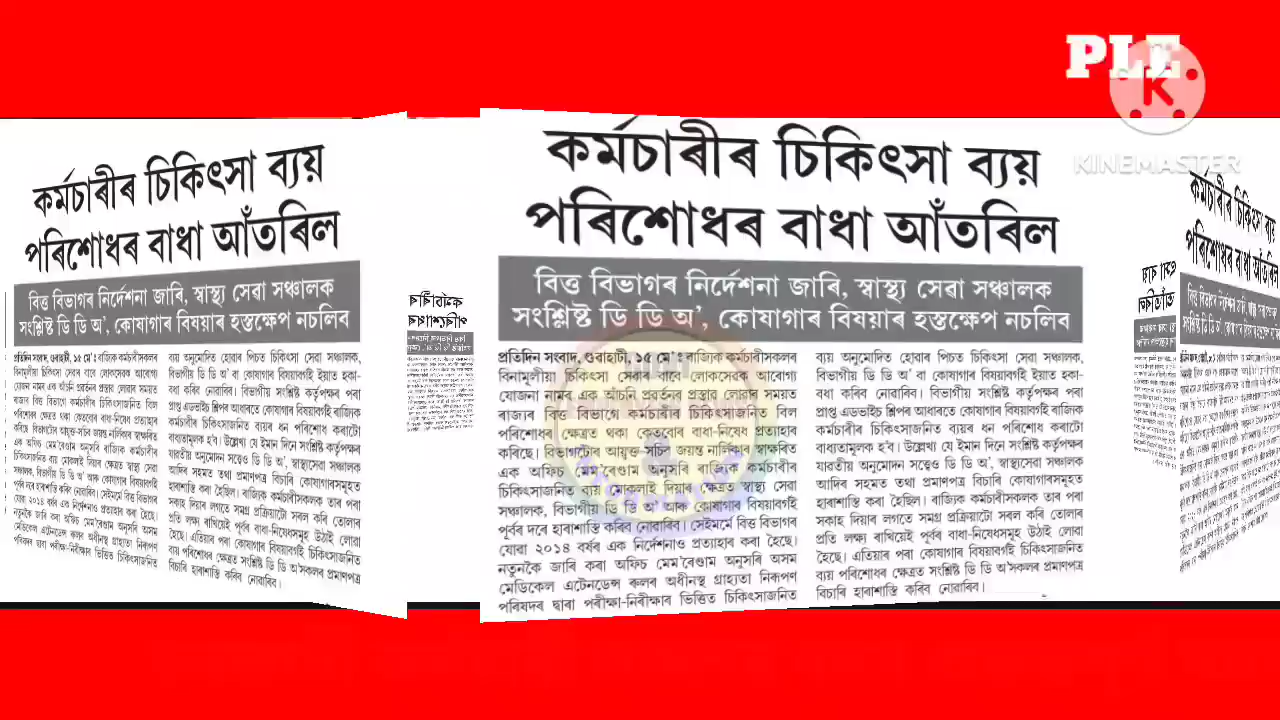 PLE
KINEMASTER
কৰ্মচাৰীৰ চিকিৎসা ব্যয়
পৰিশোধৰ বাধা আঁতৰিল
বিত্ত বিভাগৰ নিৰ্দেশনা জাৰি, স্বাস্থ্য সেৱা সঞ্চালক
সংশ্লিষ্ট ডি ডি অ’, কোষাগাৰ বিষয়াৰ হস্তক্ষেপ নচলিব
প্ৰতিদিন সংবাদ, গুৱাহাটী, ১৫ মে’: ৰাজ্যিক কৰ্মচাৰীসকলৰ
বিনামূলীয়া চিকিৎসা সেৱাৰ বাবে লোকসেৱক আৰোগ্য
যোজনা নামৰ এক আঁচনি প্ৰৱৰ্তনৰ প্ৰস্তুতি লোৱাৰ সময়ত
ৰাজ্যৰ বিত্ত বিভাগে কৰ্মচাৰীৰ চিকিৎসাজনিত বিল
পৰিশোধৰ ক্ষেত্ৰত থকা কেতবোৰ বাধা-নিষেধ প্ৰত্যাহাৰ
কৰিছে। বিভাগটোৰ আয়ুক্ত-সচিব জয়ন্ত নাৰ্লিকাৰে স্বাক্ষৰিত
এক অফিচ মেম’ৰেণ্ডাম অনুসৰি ৰাজ্যিক কৰ্মচাৰীৰ
চিকিৎসাজনিত ব্যয় মোকলাই দিয়াৰ ক্ষেত্ৰত স্বাস্থ্য সেৱা
সঞ্চালক, বিভাগীয় ডি ডি অ’ আৰু কোষাগাৰ বিষয়াবৰ্গই
পূৰ্বৰ দৰে হাৰাশাস্তি কৰিব নোৱাৰিব। সেইমৰ্মে বিত্ত বিভাগৰ
যোৱা ২০১৪ বৰ্ষৰ এক নিৰ্দেশনাও প্ৰত্যাহাৰ কৰা হৈছে।
নতুনকৈ জাৰি কৰা অফিচ মেম’ৰেণ্ডাম অনুসৰি অসম
মেডিকেল এটেনডেন্স ৰুলৰ অধীনস্থ গ্ৰাহ্যতা নিৰূপণ
পৰিষদৰ দ্বাৰা পৰীক্ষা-নিৰীক্ষাৰ ভিত্তিত চিকিৎসাজনিত
ব্যয় অনুমোদিত হোৱাৰ পিচত চিকিৎসা সেৱা সঞ্চালক,
বিভাগীয় ডি ডি অ’ বা কোষাগাৰ বিষয়াবৰ্গই ইয়াত হকা-
বধা কৰিব নোৱাৰিব। বিভাগীয় সংশ্লিষ্ট কৰ্তৃপক্ষৰ পৰা
প্ৰাপ্ত এডভাইচ শ্লিপৰ আধাৰতে কোষাগাৰ বিষয়াবৰ্গই ৰাজ্যিক
কৰ্মচাৰীৰ চিকিৎসাজনিত ব্যয়ৰ ধন পৰিশোধ কৰাটো
বাধ্যতামূলক হ’ব। উল্লেখ্য যে ইমান দিনে সংশ্লিষ্ট কৰ্তৃপক্ষৰ
যাৱতীয় অনুমোদন সত্ত্বেও ডি ডি অ’, স্বাস্থ্যসেৱা সঞ্চালক
আদিৰ সহমত তথা প্ৰমাণপত্ৰ বিচাৰি কোষাগাৰসমূহত
হাৰাশাস্তি কৰা হৈছিল। ৰাজ্যিক কৰ্মচাৰীসকলক তাৰ পৰা
সকাহ দিয়াৰ লগতে সমগ্ৰ প্ৰক্ৰিয়াটো সৰল কৰি তোলাৰ
প্ৰতি লক্ষ্য ৰাখিয়েই পূৰ্বৰ বাধা-নিষেধসমূহ উঠাই লোৱা
হৈছে। এতিয়াৰ পৰা কোষাগাৰ বিষয়াবৰ্গই চিকিৎসাজনিত
ব্যয় পৰিশোধৰ ক্ষেত্ৰত সংশ্লিষ্ট ডি ডি অ’সকলৰ প্ৰমাণপত্ৰ
বিচাৰি হাৰাশাস্তি কৰিব নোৱাৰিব।